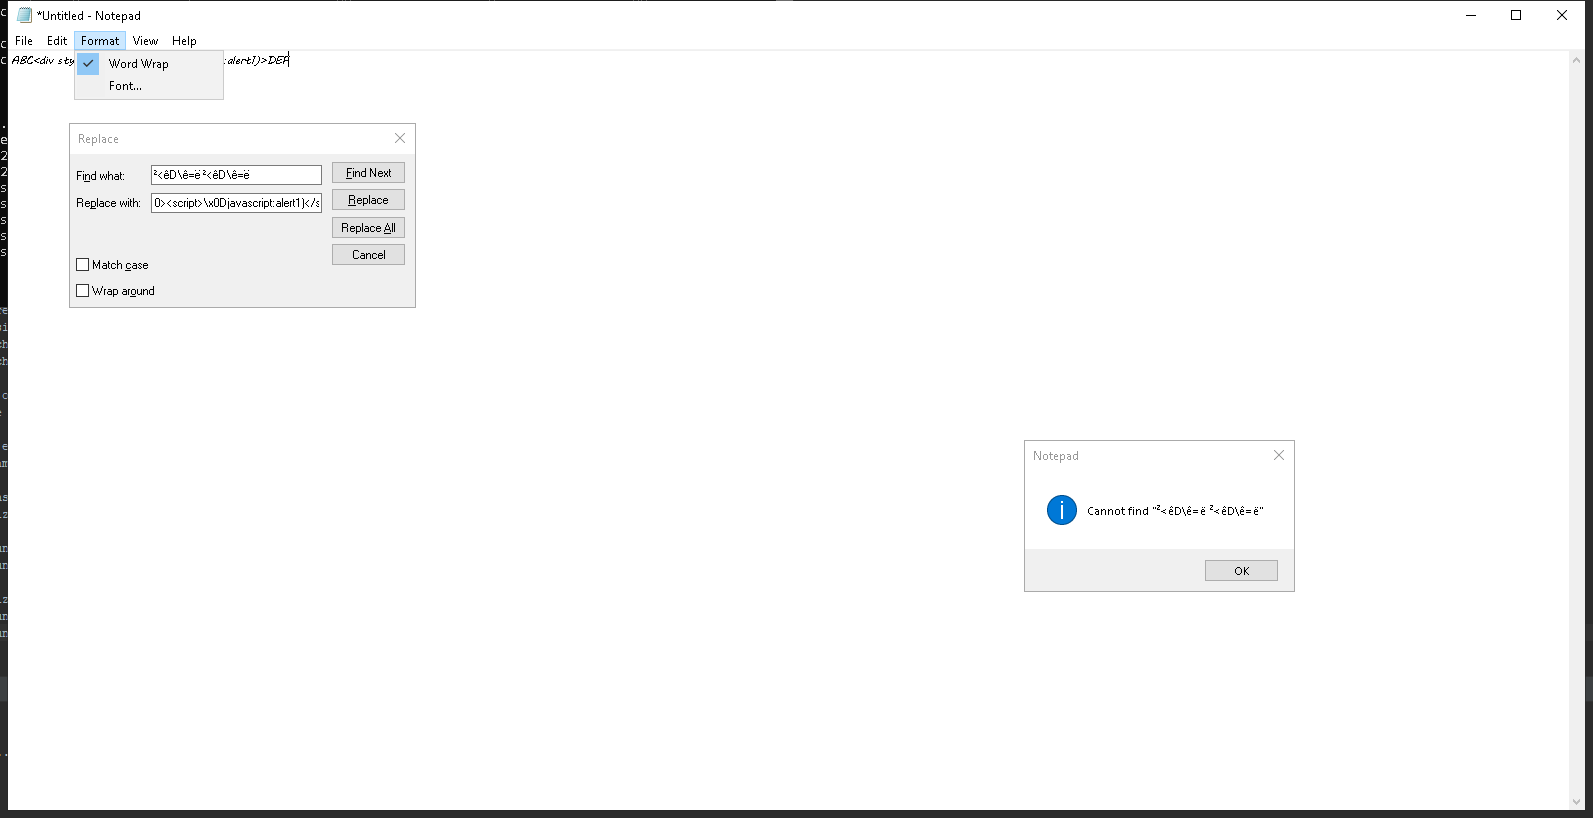 *Untitled - Notepad
File Edit Format View Help
ABC<div sty :alert1)>DEF
Word Wrap
Font...
Replace
Find what: ²<êD\ê=ë ²<êD\ê=ë Find Next
Replace with: 0><script>\x0Djavascript:alert1)</s Replace
Replace All
Cancel
Match case
Wrap around
Notepad
Cannot find "²<êD\ê=ë ²<êD\ê=ë"
OK